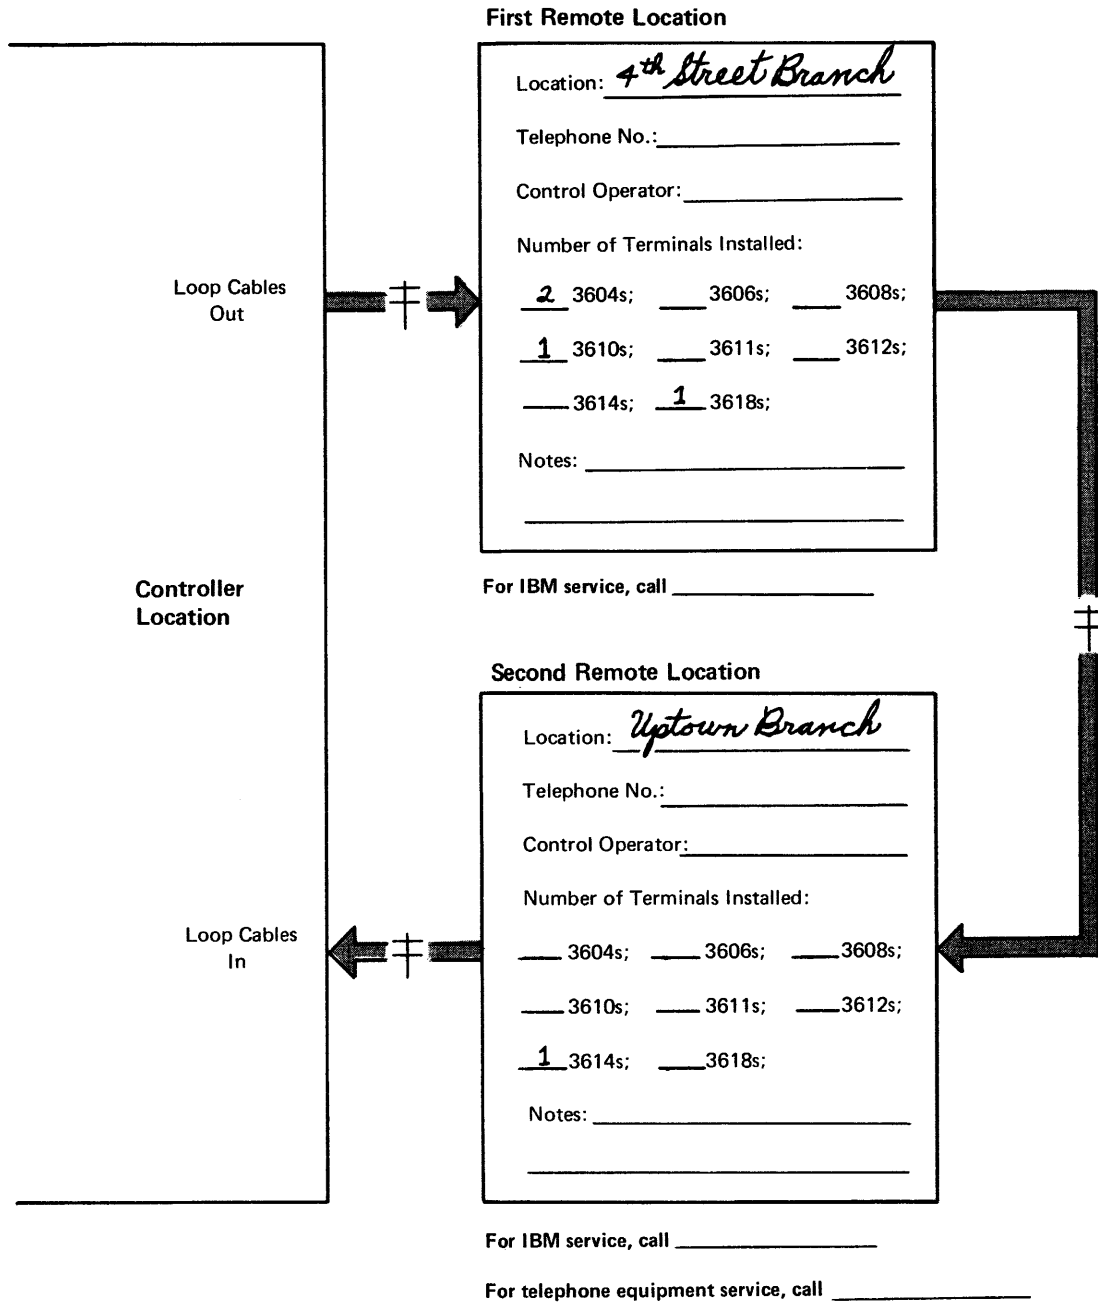 First Remote Location
Location: 4th Street Branch
Telephone No.:
Control Operator:
Number of Terminals Installed:
Loop Cables
Out
2 3604s; 3606s; 3608s;
1 3610s; 3611s; 3612s;
3614s; 1 3618s;
Notes:
For IBM service, call
Controller
Location
Second Remote Location
Location: Uptown Branch
Telephone No.:
Control Operator:
Number of Terminals Installed:
Loop Cables
In
3604s; 3606s; 3608s;
3610s; 3611s; 3612s;
1 3614s; 3618s;
Notes:
For IBM service, call
For telephone equipment service, call